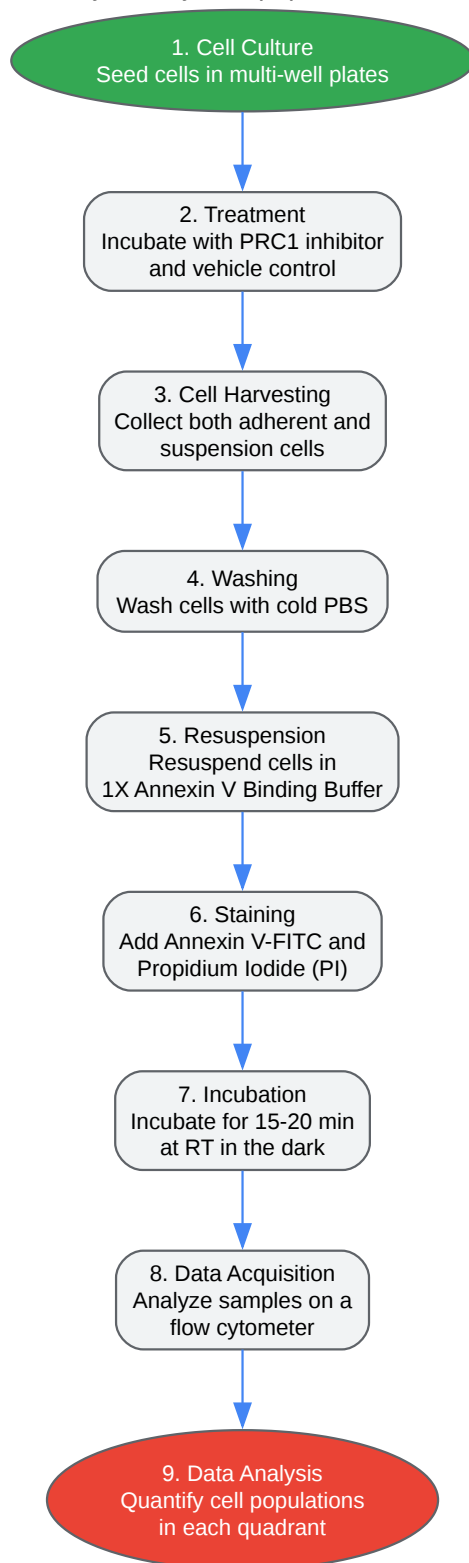 1. Cell Culture
Seed cells in multi-well plates
2. Treatment
Incubate with PRC1 inhibitor
and vehicle control
3. Cell Harvesting
Collect both adherent and
suspension cells
4. Washing
Wash cells with cold PBS
5. Resuspension
Resuspend cells in
1X Annexin V Binding Buffer
6. Staining
Add Annexin V-FITC and
Propidium Iodide (PI)
7. Incubation
Incubate for 15-20 min
at RT in the dark
8. Data Acquisition
Analyze samples on a
flow cytometer
9. Data Analysis
Quantify cell populations
in each quadrant